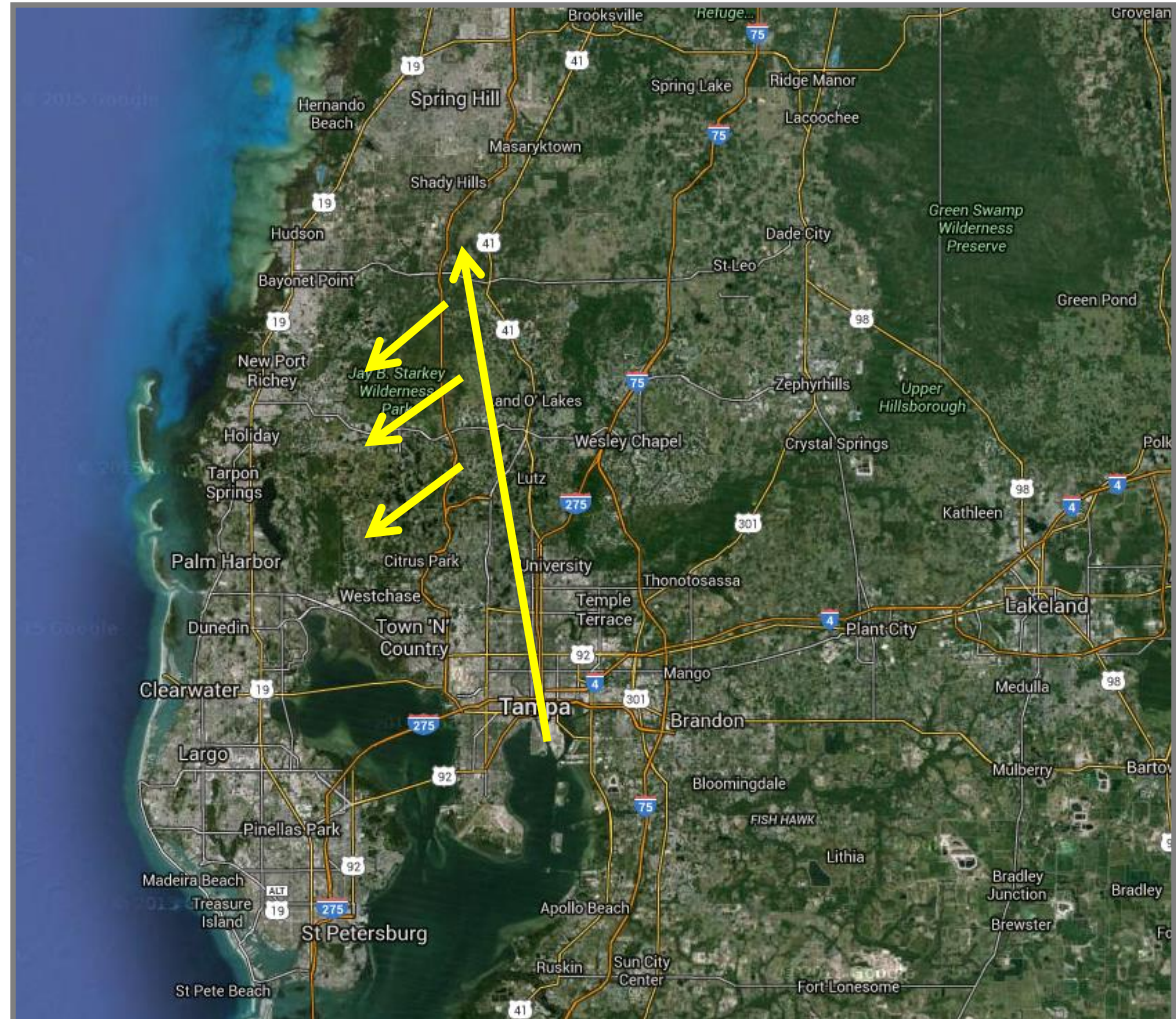 Brooksville
Refuge...
Grovelan
75
19
41
Spring Lake
Ridge Manor
Spring Hill
Hernando
Beach
Lacoochee
75
Masaryktown
Shady Hills
19
Green Swamp
Wilderness
Preserve
Hudson
41
Dade City
St Leo
Bayonet Point
Green Pond
19
41
98
New Port
Richey
Jay B. Starkey
Wilderness
Park
75
Zephyrhills
Upper
Hillsborough
and O' Lakes
Holiday
Wesley Chapel
Crystal Springs
Polk
Tarpon
Springs
Lutz
275
98
4
4
301
Kathleen
Palm Harbor
Citrus Park
University
Thonotosassa
Westchase
Temple
Terrace
Lakeland
Dunedin
Town 'N'
Country
4
Plant City
92
Mango
Clearwater
19
4
301
Medulla
98
Tampa
275
Brandon
Largo
92
Mulberry
Bartow
Bloomingdale
75
FISH HAWK
Pinellas Park
92
Lithia
Madeira Beach
ALT
19
Treasure
Island
275
Apollo Beach
Bradley
Junction
Bradley
Brewster
St Petersburg
Ruskin
Sun City
Center
Fort Lonesome
St Pete Beach
41